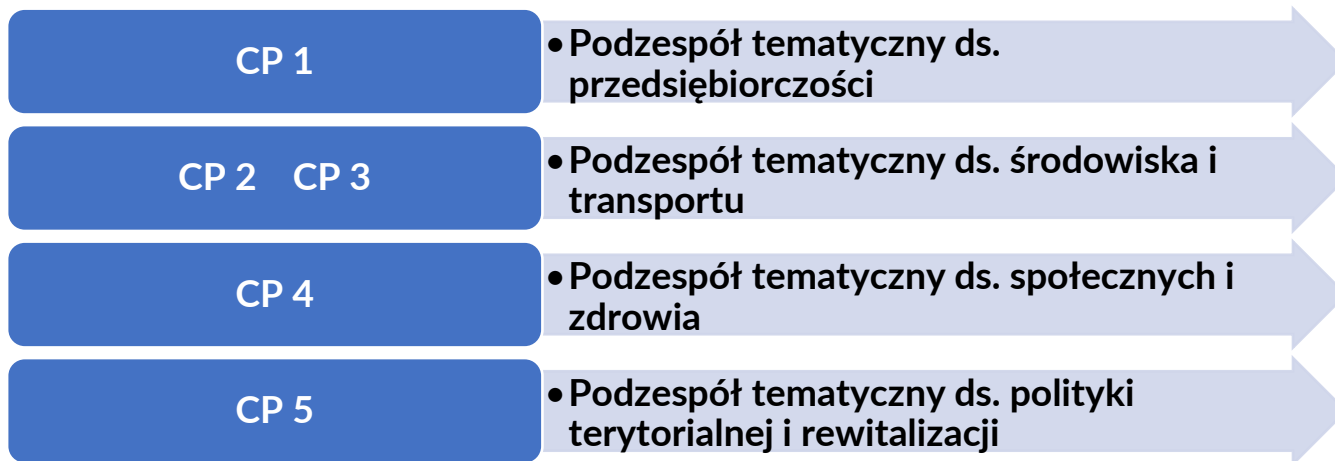 CP 1
• Podzespół tematyczny ds.
przedsiębiorczości
CP 2 CP 3
• Podzespół tematyczny ds. środowiska i
transportu
CP 4
• Podzespół tematyczny ds. społecznych i
zdrowia
CP 5
• Podzespół tematyczny ds. polityki
terytorialnej i rewitalizacji